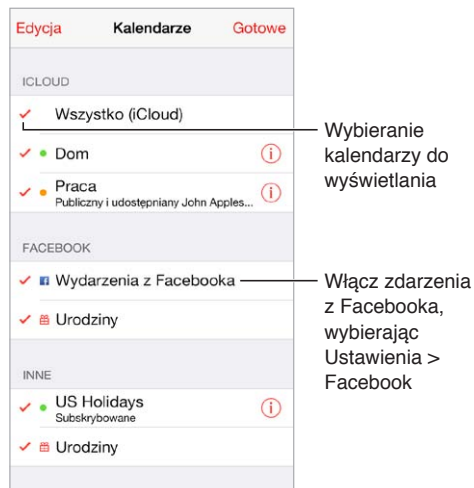 Edycja Kalendarze Gotowe
ICLOUD
Wszystko (iCloud)
Dom
Praca
Publiczny i udostępniany John Apples...
FACEBOOK
Wydarzenia z Facebooka
Urodziny
INNE
US Holidays
Subskrybowane
Urodziny
Wybieranie
kalendarzy do
wyświetlania
Włącz zdarzenia
z Facebooka,
wybierając
Ustawienia >
Facebook